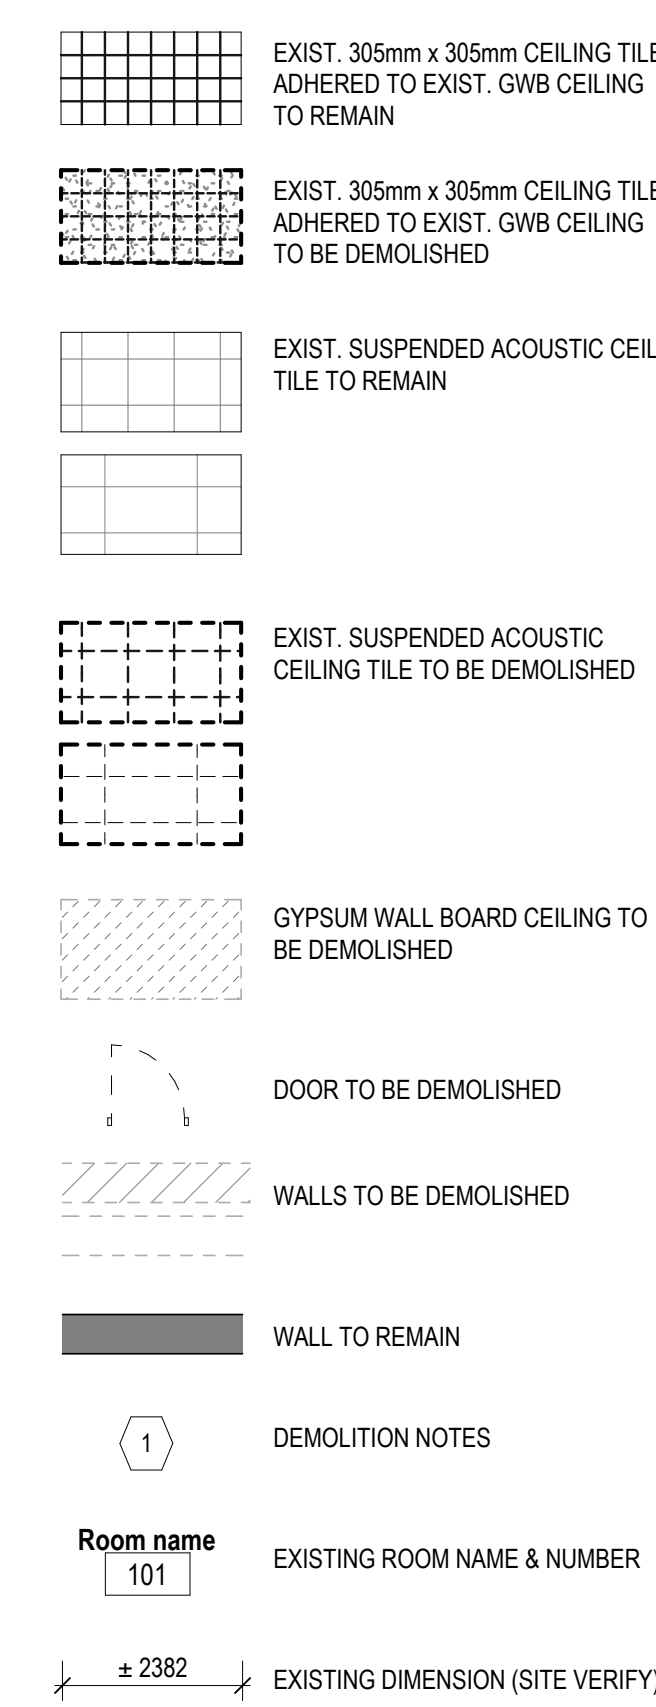 EXIST. 305mm x 305mm CEILING TILE
ADHERED TO EXIST. GWB CEILING
TO REMAIN
EXIST. 305mm x 305mm CEILING TILE
ADHERED TO EXIST. GWB CEILING
TO BE DEMOLISHED
EXIST. SUSPENDED ACOUSTIC CEIL
TILE TO REMAIN
EXIST. SUSPENDED ACOUSTIC
CEILING TILE TO BE DEMOLISHED
GYPSUM WALL BOARD CEILING TO
BE DEMOLISHED
DOOR TO BE DEMOLISHED
WALLS TO BE DEMOLISHED
WALL TO REMAIN
1 DEMOLITION NOTES
Room name
101 EXISTING ROOM NAME & NUMBER
± 2382 EXISTING DIMENSION (SITE VERIFY)